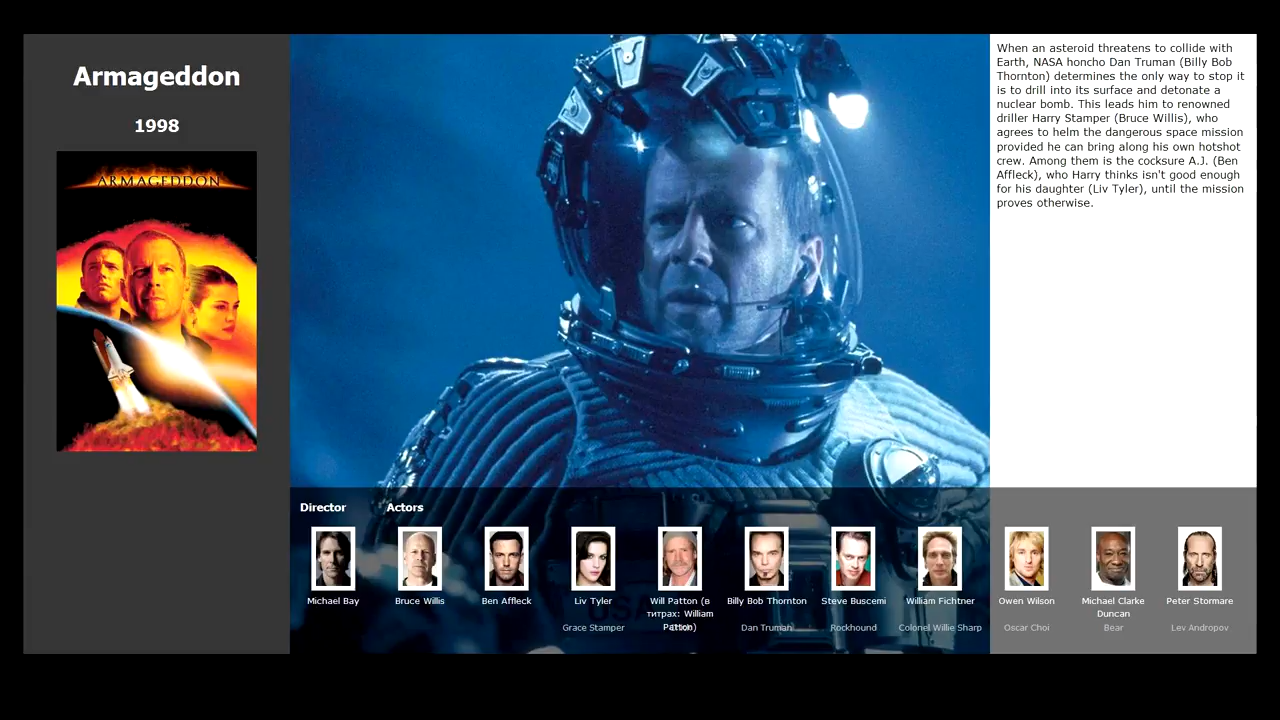 Armageddon
1998
ARMAGEDDON
When an asteroid threatens to collide with
Earth, NASA honcho Dan Truman (Billy Bob
Thornton) determines the only way to stop it
is to drill into its surface and detonate a
nuclear bomb. This leads him to renowned
driller Harry Stamper (Bruce Willis), who
agrees to helm the dangerous space mission
provided he can bring along his own hotshot
crew. Among them is the cocksure A.J. (Ben
Affleck), who Harry thinks isn't good enough
for his daughter (Liv Tyler), until the mission
proves otherwise.
Director
Actors
Michael Bay
Bruce Willis
Ben Affleck
Liv Tyler
Grace Stamper
Will Patton (в
титрах: William
Patton)
Billy Bob Thornton
Dan Truman
Steve Buscemi
Rockhound
William Fichtner
Colonel Willie Sharp
Owen Wilson
Oscar Choi
Michael Clarke
Duncan
Bear
Peter Stormare
Lev Andropov